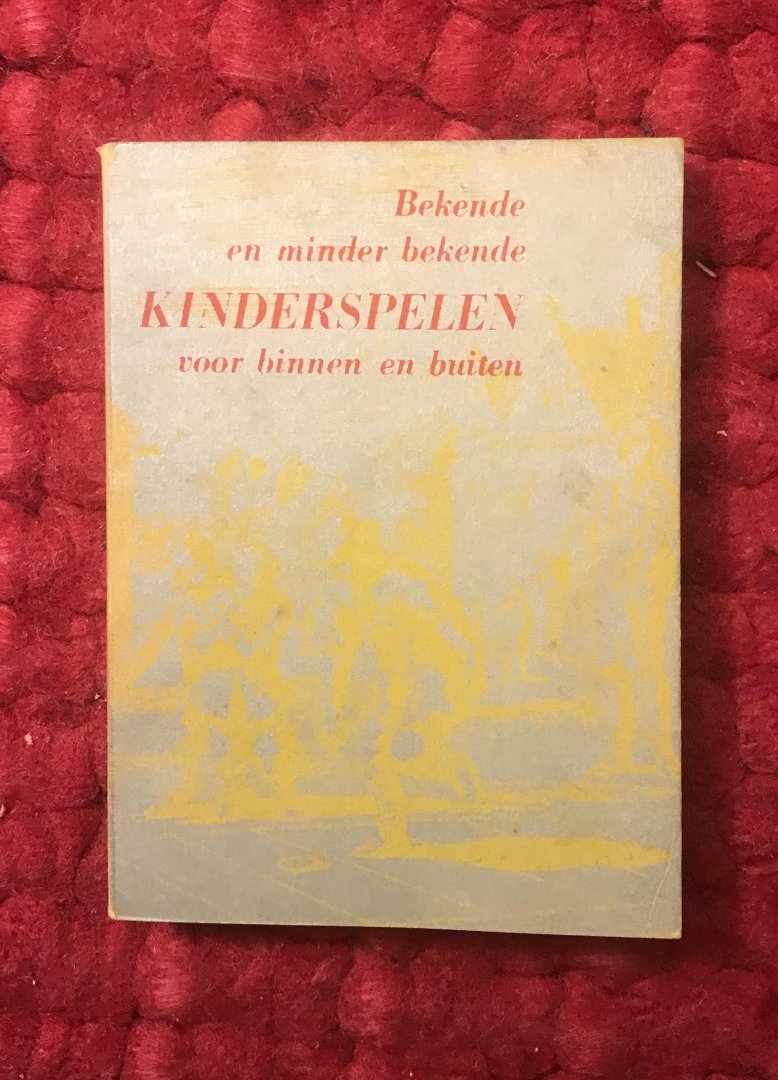 Bekende
en minder bekende
KINDERSPELEN
voor binnen en buiten